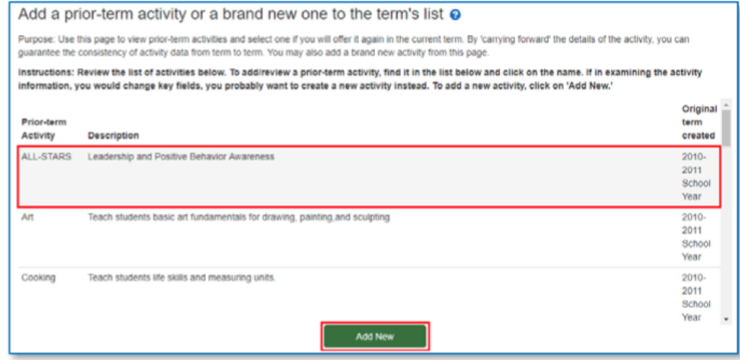 Add a prior-term activity or a brand new one to the term's list
Purpose: Use this page to view prior-term activities and select one if you will offer it again in the current term. By 'carrying forward' the details of the activity, you can
guarantee the consistency of activity data from term to term. You may also add a brand new activity from this page.
Instructions: Review the list of activities below. To add/review a prior-term activity, find it in the list below and click on the name. If in examining the activity
information, you would change key fields, you probably want to create a new activity instead. To add a new activity, click on 'Add New.'
Prior-term
Activity
Description
Original
term
created
ALL-STARS
Leadership and Positive Behavior Awareness
2010-
2011
School
Year
Art
Teach students basic art fundamentals for drawing, painting,and sculpting
2010-
2011
School
Year
Cooking
Teach students life skills and measuring units.
2010-
2011
School
Year
Add New